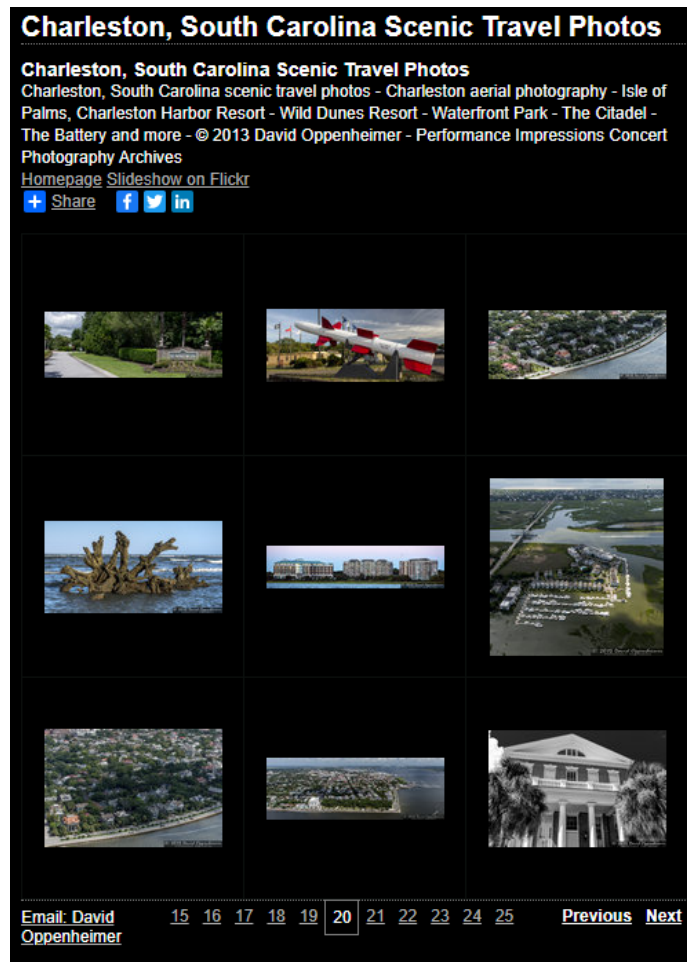 Charleston, South Carolina Scenic Travel Photos
Charleston, South Carolina Scenic Travel Photos
Charleston, South Carolina scenic travel photos - Charleston aerial photography - Isle of
Palms, Charleston Harbor Resort - Wild Dunes Resort - Waterfront Park - The Citadel -
The Battery and more - © 2013 David Oppenheimer - Performance Impressions Concert
Photography Archives
Homepage Slideshow on Flickr
Share
Email: David
Oppenheimer
15 16 17 18 19 20 21 22 23 24 25
Previous Next